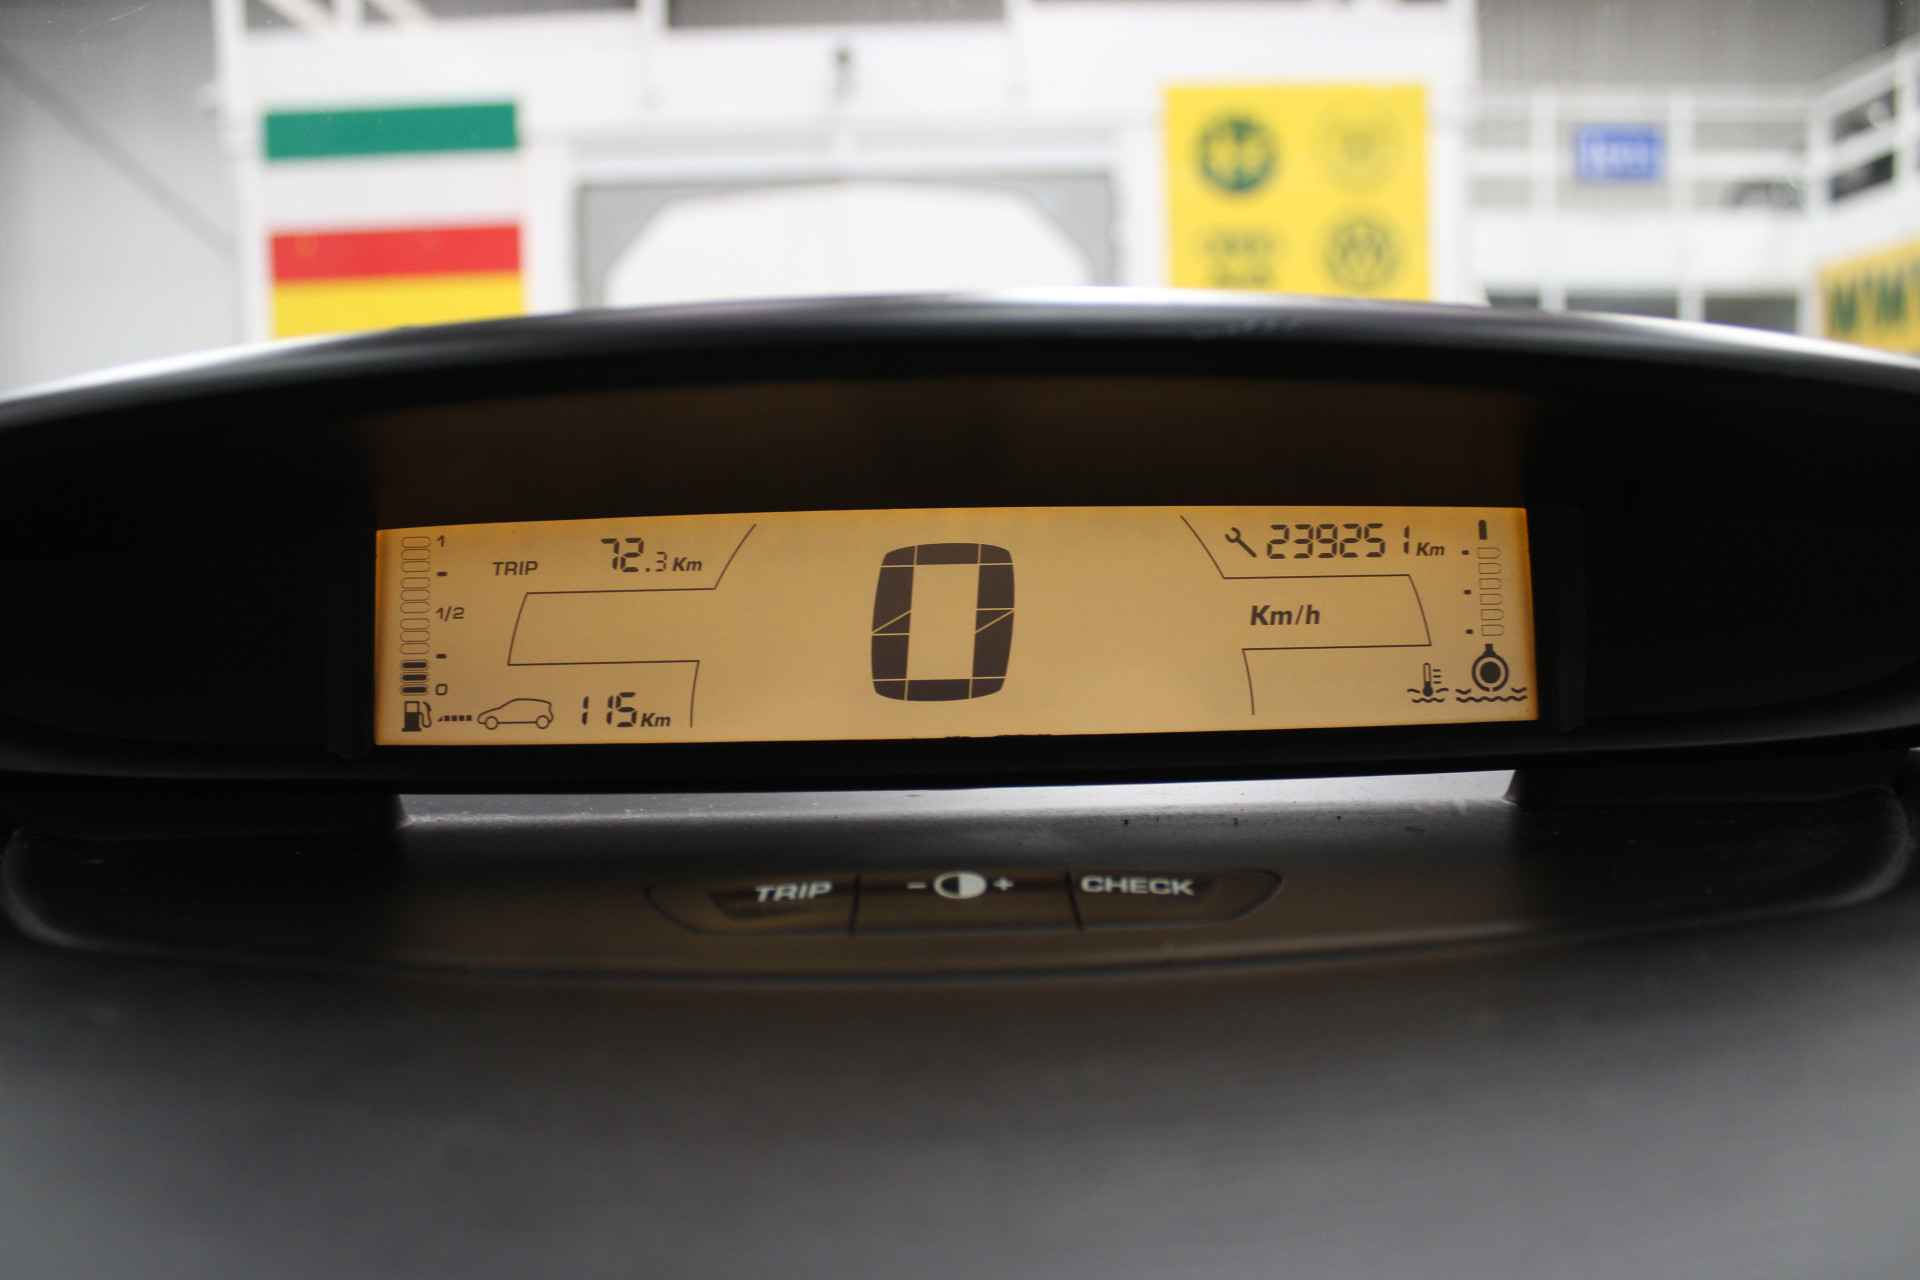 1
TRIP 72.3 Km
239251 Km
1/2
Km/h
0
0
115 Km
TRIP - + CHECK